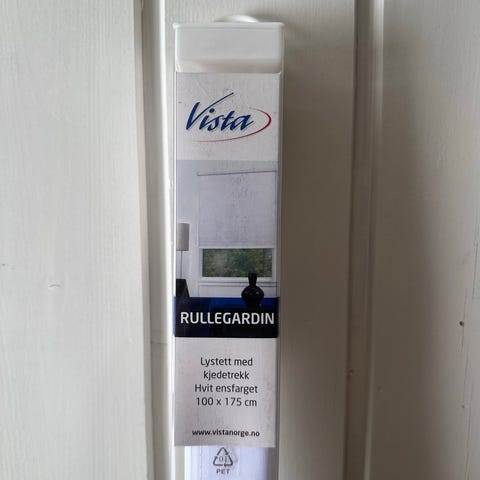 Vista
RULLEGARDIN
Lystett med
kjedetrekk
Hvit ensfarget
100 x 175 cm
www.vistanorge.no
01
PET